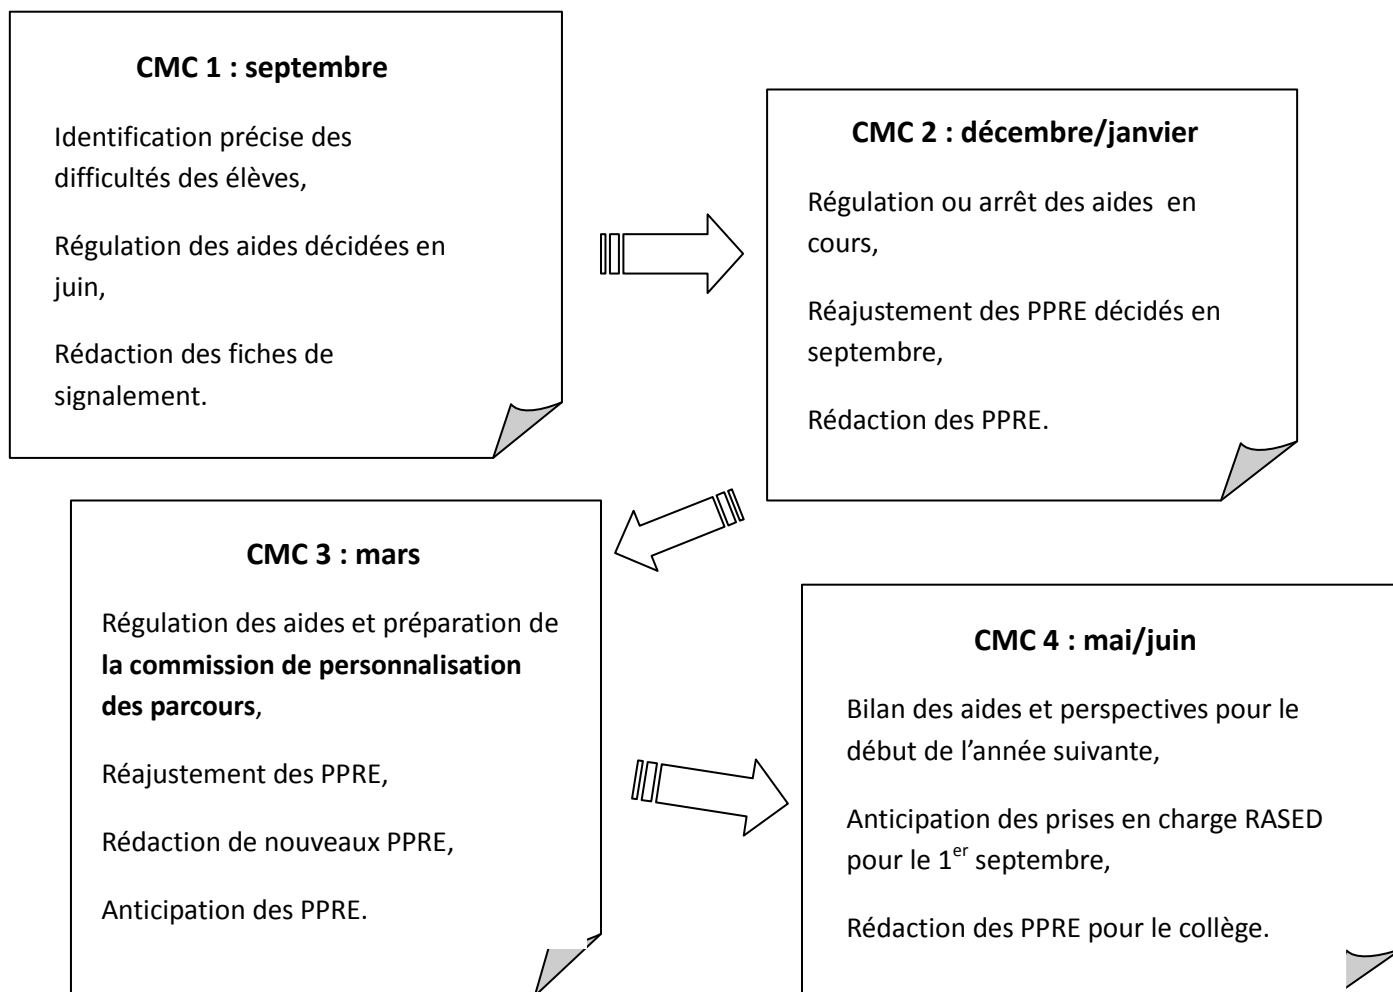 CMC 1 : septembre
Identification précise des
difficultés des élèves,
Régulation des aides décidées en
juin,
Rédaction des fiches de
signalement.
CMC 2 : décembre/janvier
Régulation ou arrêt des aides en
cours,
Réajustement des PPRE décidés en
septembre,
Rédaction des PPRE.
CMC 3 : mars
Régulation des aides et préparation de
la commission de personnalisation
des parcours,
Réajustement des PPRE,
Rédaction de nouveaux PPRE,
Anticipation des PPRE.
CMC 4 : mai/juin
Bilan des aides et perspectives pour le
début de l’année suivante,
Anticipation des prises en charge RASED
pour le 1er septembre,
Rédaction des PPRE pour le collège.